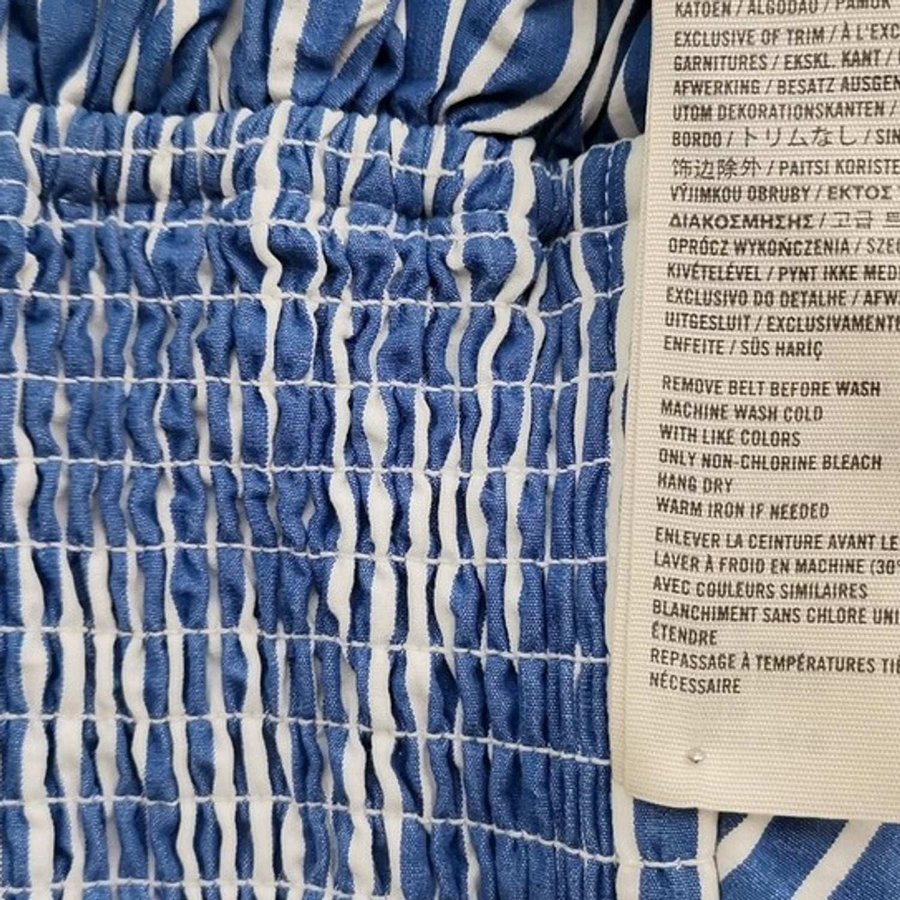 KATOEN / ALGODÃO / PAMUK
EXCLUSIVE OF TRIM / À L'EXC
GARNITURES / EKSKL. KANT /
AFWERKING / BESATZ AUSGEN
UTOM DEKORATIONSKANTEN /
BORDO / トリムなし / SIN
饰边除外 / PAITSI KORISTE
VÝJIMKOU OBRUBY / ΕΚΤΟΣ
ΔΙΑΚΟΣΜΗΣΗΣ / 고급
OPRÓCZ WYKOŃCZENIA / SZEG
KIVÉTELÉVEL / PYNT IKKE MED
EXCLUSIVO DO DETALHE / AFW
UITGESLUIT / EXCLUSIVAMENTE
ENFEITE / SÜS HARİÇ
REMOVE BELT BEFORE WASH
MACHINE WASH COLD
WITH LIKE COLORS
ONLY NON-CHLORINE BLEACH
HANG DRY
WARM IRON IF NEEDED
ENLEVER LA CEINTURE AVANT LE
LAVER À FROID EN MACHINE (30°
AVEC COULEURS SIMILAIRES
BLANCHIMENT SANS CHLORE UNI
ÉTENDRE
REPASSAGE À TEMPÉRATURES TIÈ
NÉCESSAIRE